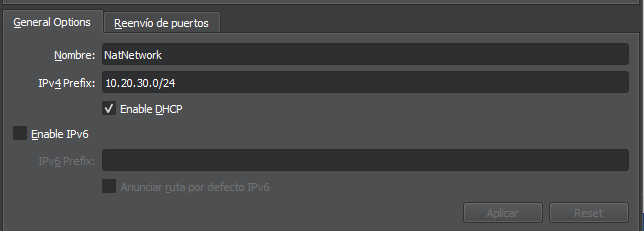 General Options
Reenvío de puertos
Nombre: NatNetwork
IPv4 Prefix: 10.20.30.0/24
Enable DHCP
Enable IPv6
IPv6 Prefix:
Anunciar ruta por defecto IPv6
Aplicar
Reset